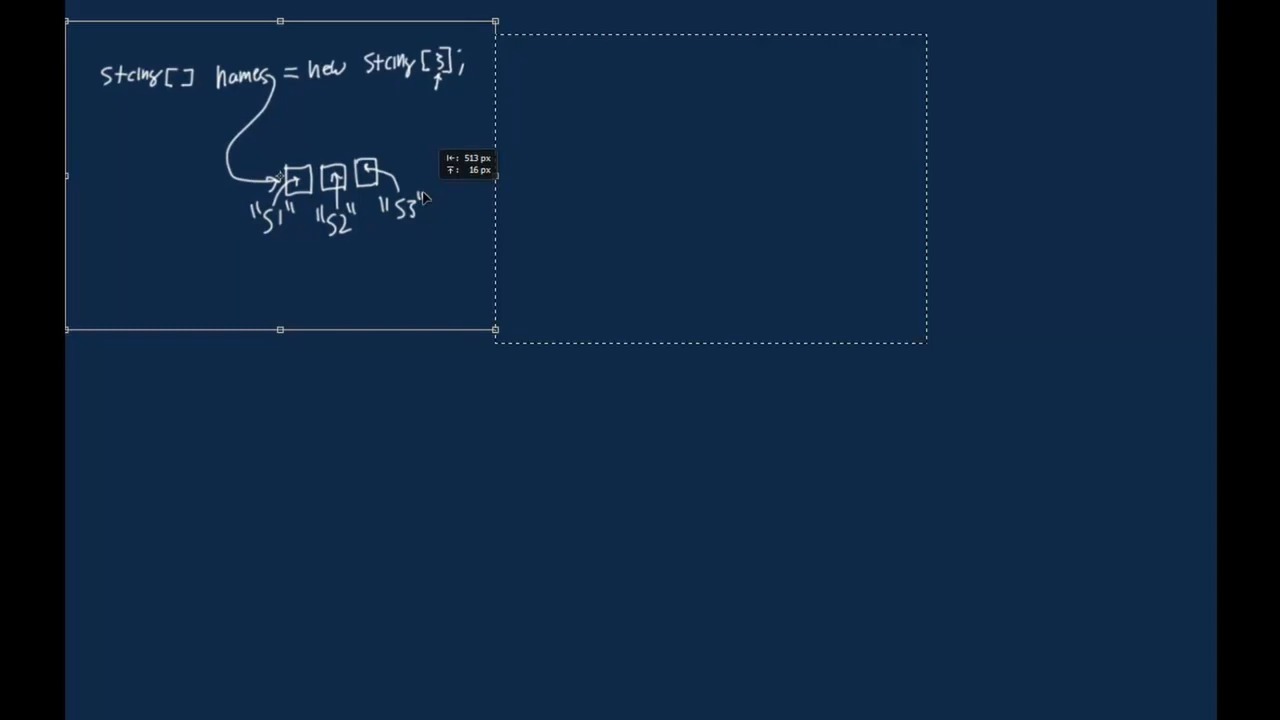 String[] names = new String[3];
"S1" "S2" "S3"
513 px
16 px